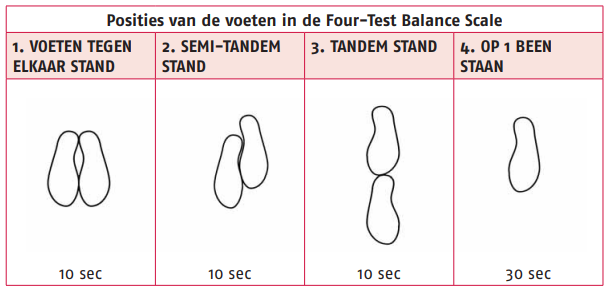 Posities van de voeten in de Four-Test Balance Scale
1. VOETEN TEGEN
ELKAAR STAND
2. SEMI-TANDEM
STAND
3. TANDEM STAND
4. OP 1 BEEN
STAAN
10 sec
10 sec
10 sec
30 sec